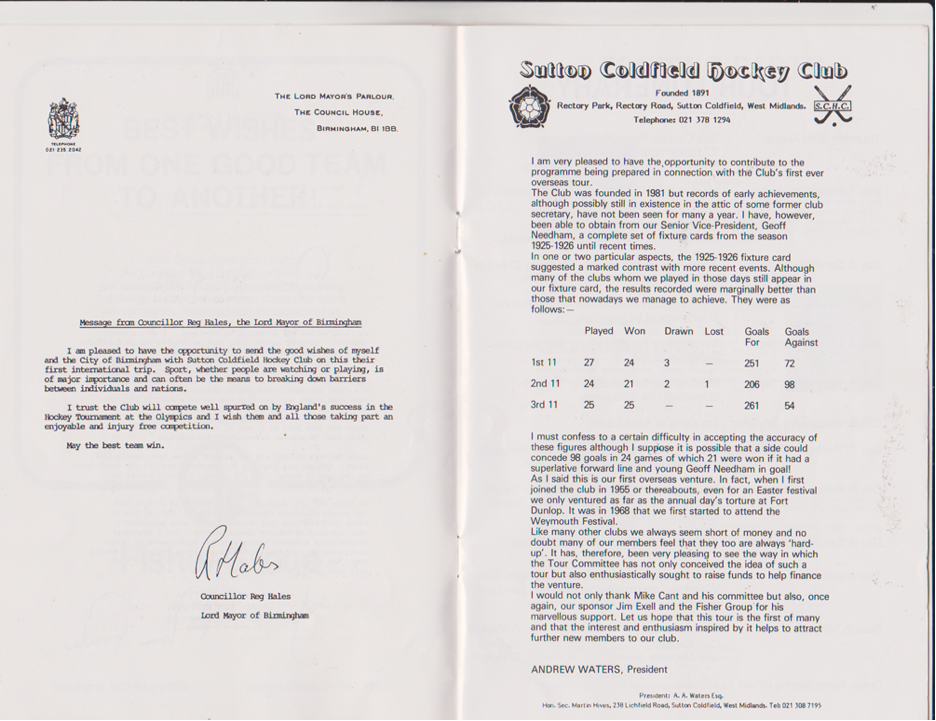 THE LORD MAYOR'S PARLOUR,
THE COUNCIL HOUSE,
BIRMINGHAM, B1 1BB.
TELEPHONE
021 235 2042
Message from Councillor Reg Hales, the Lord Mayor of Birmingham
I am pleased to have the opportunity to send the good wishes of myself
and the City of Birmingham with Sutton Coldfield Hockey Club on this their
first international trip. Sport, whether people are watching or playing, is
of major importance and can often be the means to breaking down barriers
between individuals and nations.
I trust the Club will compete well spurred on by England's success in the
Hockey Tournament at the Olympics and I wish them and all those taking part an
enjoyable and injury free competition.
May the best team win.
R Hales
Councillor Reg Hales
Lord Mayor of Birmingham
Sutton Coldfield Hockey Club
Founded 1891
Rectory Park, Rectory Road, Sutton Coldfield, West Midlands.
Telephone: 021 378 1294
S.C.H.C.
I am very pleased to have the opportunity to contribute to the
programme being prepared in connection with the Club's first ever
overseas tour.
The Club was founded in 1981 but records of early achievements,
although possibly still in existence in the attic of some former club
secretary, have not been seen for many a year. I have, however,
been able to obtain from our Senior Vice-President, Geoff
Needham, a complete set of fixture cards from the season
1925-1926 until recent times.
In one or two particular aspects, the 1925-1926 fixture card
suggested a marked contrast with more recent events. Although
many of the clubs whom we played in those days still appear in
our fixture card, the results recorded were marginally better than
those that nowadays we manage to achieve. They were as
follows:—
Played Won Drawn Lost Goals For Goals Against
1st 11 27 24 3 — 251 72
2nd 11 24 21 2 1 206 98
3rd 11 25 25 — — 261 54
I must confess to a certain difficulty in accepting the accuracy of
these figures although I suppose it is possible that a side could
concede 98 goals in 24 games of which 21 were won if it had a
superlative forward line and young Geoff Needham in goal!
As I said this is our first overseas venture. In fact, when I first
joined the club in 1955 or thereabouts, even for an Easter festival
we only ventured as far as the annual day's torture at Fort
Dunlop. It was in 1968 that we first started to attend the
Weymouth Festival.
Like many other clubs we always seem short of money and no
doubt many of our members feel that they too are always 'hard-
up'. It has, therefore, been very pleasing to see the way in which
the Tour Committee has not only conceived the idea of such a
tour but also enthusiastically sought to raise funds to help finance
the venture.
I would not only thank Mike Cant and his committee but also, once
again, our sponsor Jim Exell and the Fisher Group for his
marvellous support. Let us hope that this tour is the first of many
and that the interest and enthusiasm inspired by it helps to attract
further new members to our club.
ANDREW WATERS, President
President: A. A. Waters Esq.
Hon. Sec. Martin Hives, 238 Lichfield Road, Sutton Coldfield, West Midlands. Tel: 021 308 7195